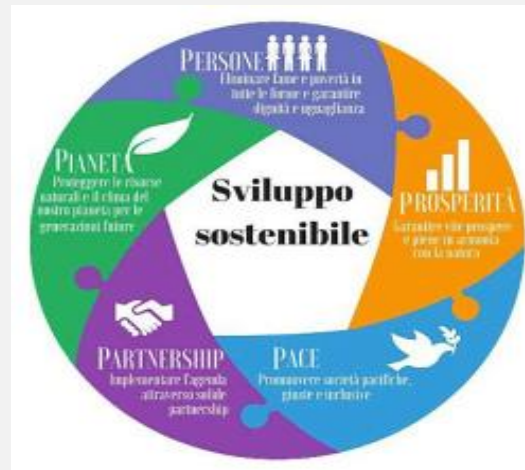 PERSONE
Eliminare fame e povertà in
tutte le forme e garantire
dignità e uguaglianza
PROSPERITÀ
Garantire vite prospere
e piene in armonia
con la natura
PACE
Promuovere società pacifiche,
giuste e inclusive
PARTNERSHIP
Implementare l'agenda
attraverso solide
partnership
PIANETA
Proteggere le risorse
naturali e il clima del
nostro pianeta per le
generazioni future
Sviluppo
sostenibile